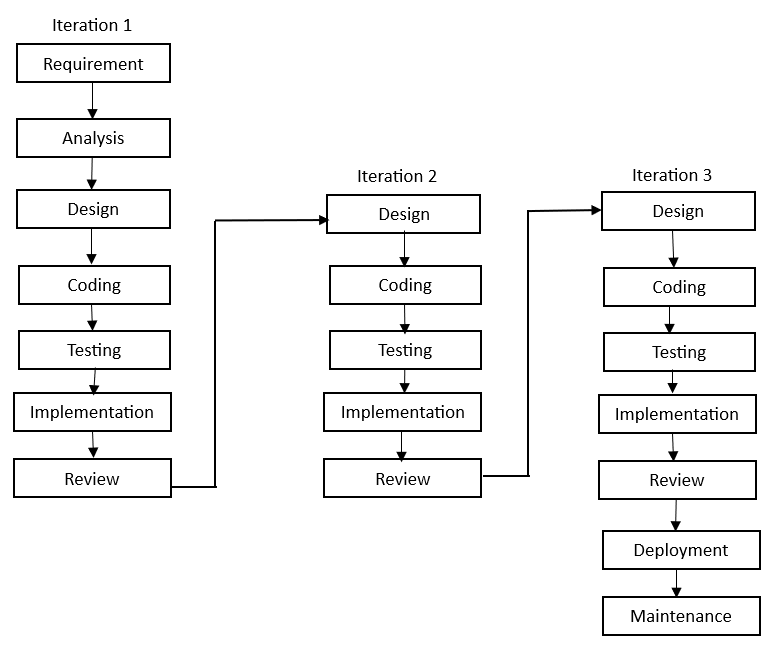 Iteration 1
Requirement
Analysis
Design
Coding
Testing
Implementation
Review
Iteration 2
Design
Coding
Testing
Implementation
Review
Iteration 3
Design
Coding
Testing
Implementation
Review
Deployment
Maintenance